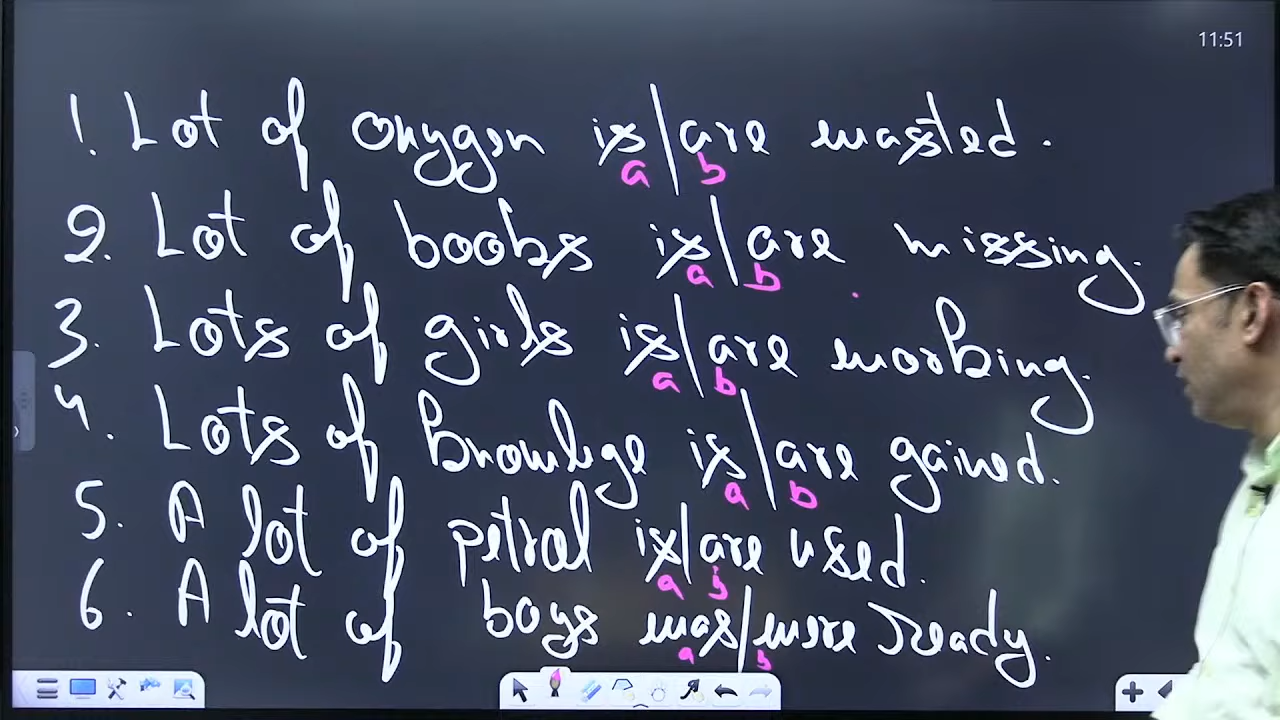 11:51
1. Lot of oxygen is/are wasted.
a b
2. Lot of books is/are missing.
a b
3. Lots of girls is/are working.
a b
4. Lots of knowlege is/are gained.
a b
5. A lot of petrol is/are used.
a b
6. A lot of boys was/were ready.
a b